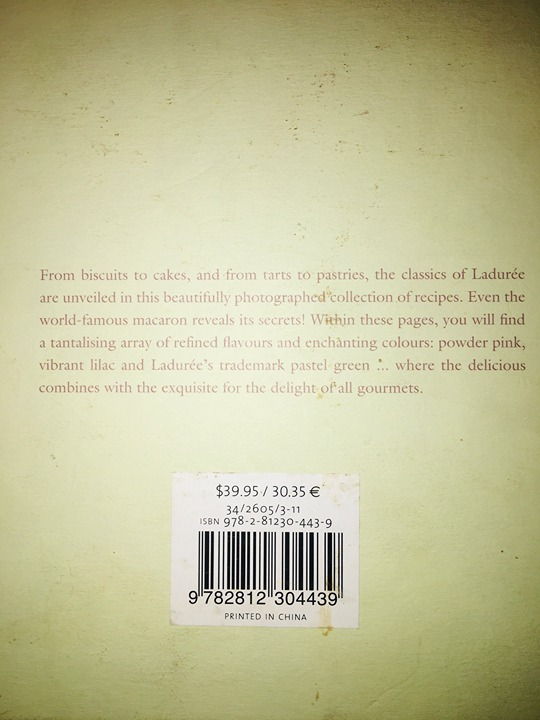 From biscuits to cakes, and from tarts to pastries, the classics of Ladurée
are unveiled in this beautifully photographed collection of recipes. Even the
world-famous macaron reveals its secrets! Within these pages, you will find
a tantalising array of refined flavours and enchanting colours: powder pink,
vibrant lilac and Ladurée's trademark pastel green ... where the delicious
combines with the exquisite for the delight of all gourmets.
$39.95 / 30.35 €
34/2605/3-11
ISBN 978-2-81230-443-9
9 782812 304439
PRINTED IN CHINA